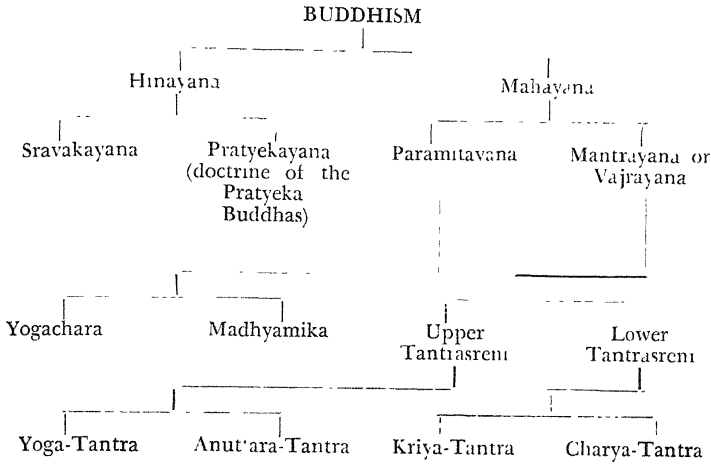 BUDDHISM
Hinayana Mahayana
Sravakayana Pratyekayana Paramitayana Mantrayana or
(doctrine of the Vajrayana
Pratyeka
Buddhas)
Yogachara Madhyamika Upper Lower
Tantrasreni Tantrasreni
Yoga-Tantra Anuttara-Tantra Kriya-Tantra Charya-Tantra